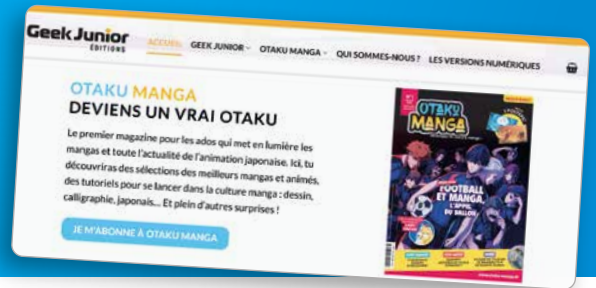 Geek Junior
ÉDITIONS
ACCUEIL GEEK JUNIOR OTAKU MANGA QUI SOMMES-NOUS ? LES VERSIONS NUMÉRIQUES
OTAKU MANGA
DEVIENS UN VRAI OTAKU
Le premier magazine pour les ados qui met en lumière les
mangas et toute l'actualité de l'animation japonaise. Ici, tu
découvriras des sélections des meilleurs mangas et animés,
des tutoriels pour se lancer dans la culture manga : dessin,
calligraphie, japonais... Et plein d'autres surprises !
JE M'ABONNE À OTAKU MANGA
OTAKU
MANGA
FOOTBALL
ET MANGA,
L'APPEL
DU BALLON